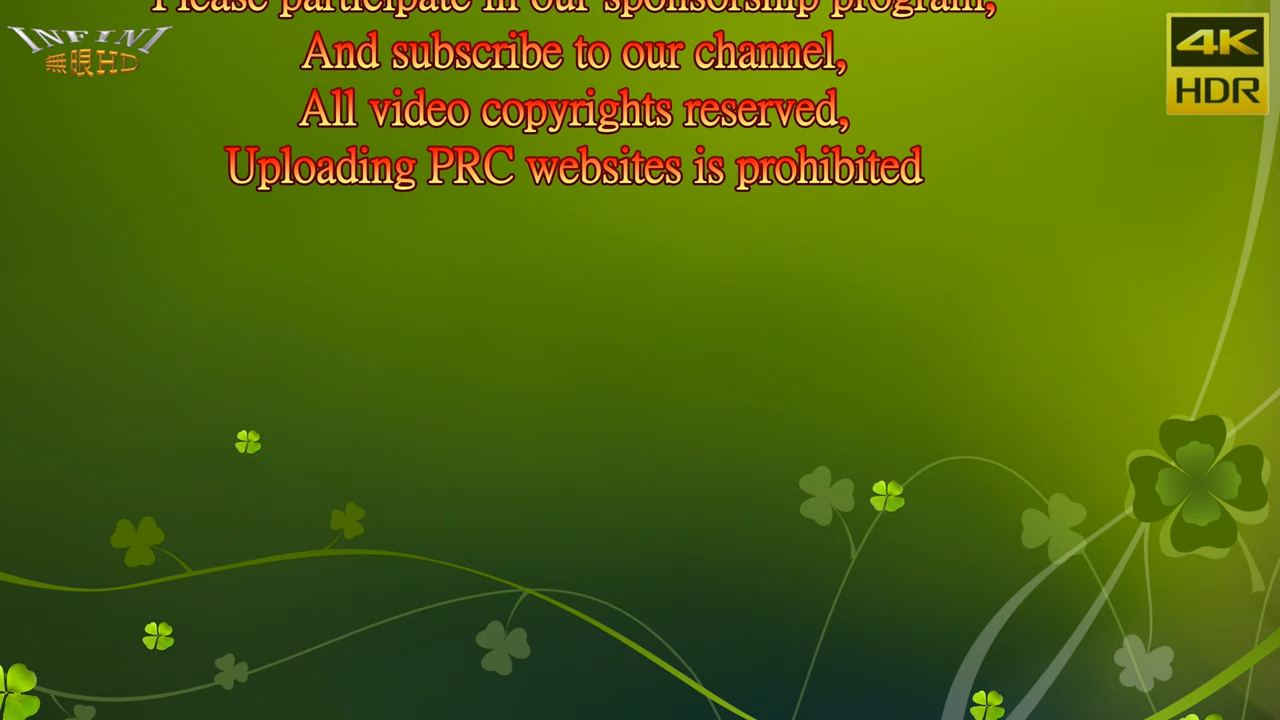 Please participate in our sponsorship program,
And subscribe to our channel,
All video copyrights reserved,
Uploading PRC websites is prohibited
INFINI
無限HD
4K
HDR